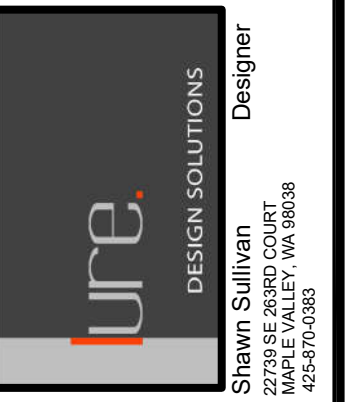 lure.
DESIGN SOLUTIONS
Shawn Sullivan Designer
22739 SE 263RD COURT
MAPLE VALLEY, WA 98038
425-870-0383